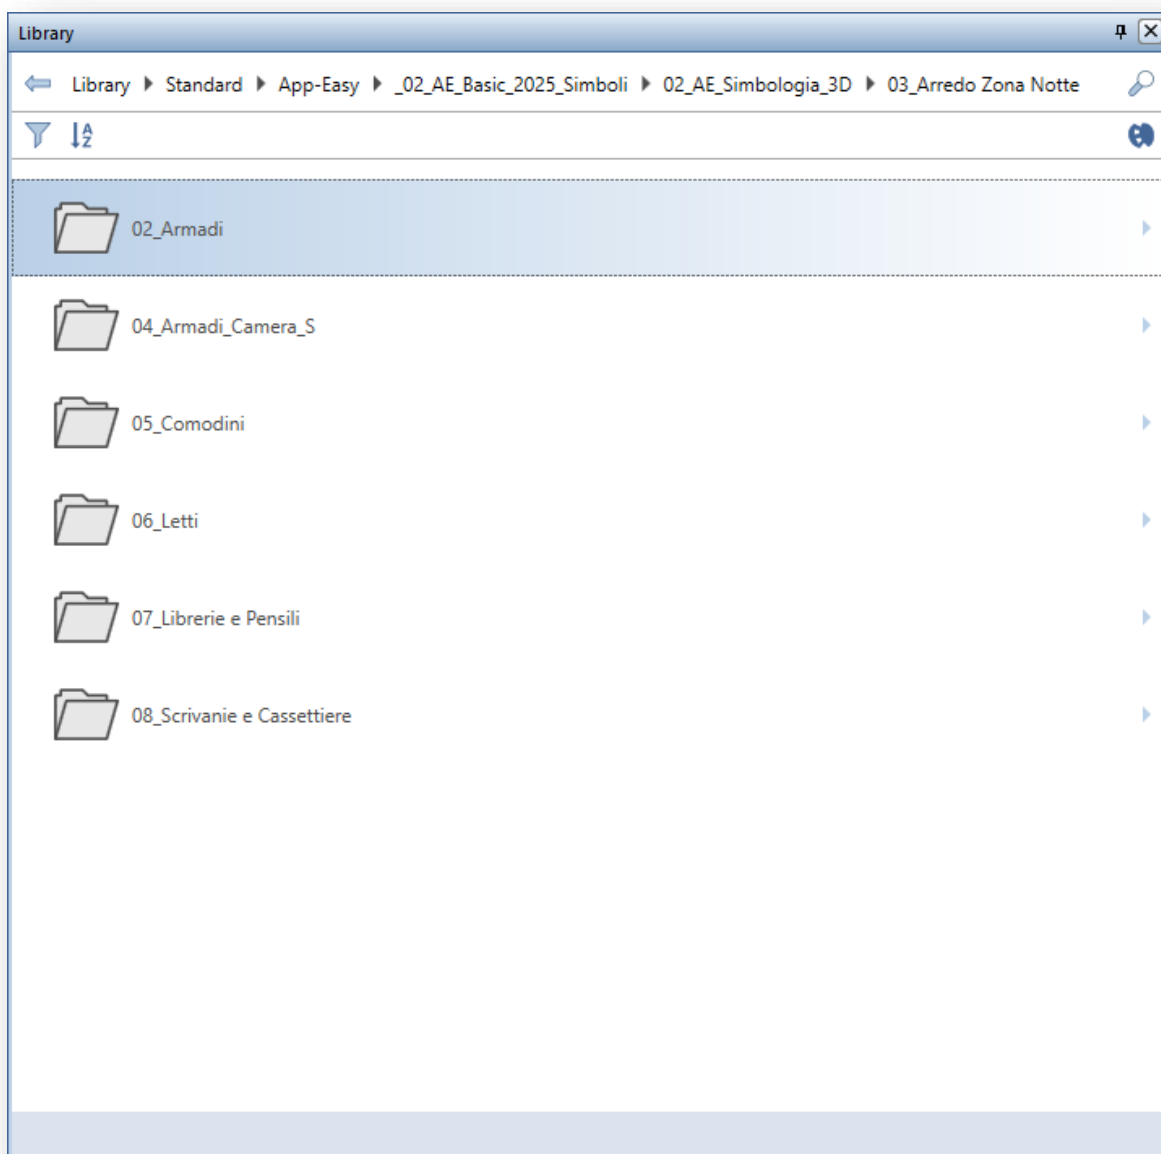 Library
Library Standard App-Easy _02_AE_Basic_2025_Simboli 02_AE_Simbologia_3D 03_Arredo Zona Notte
A
Z
02_Armadi
04_Armadi_Camera_S
05_Comodini
06_Letti
07_Librerie e Pensili
08_Scrivanie e Cassettiere